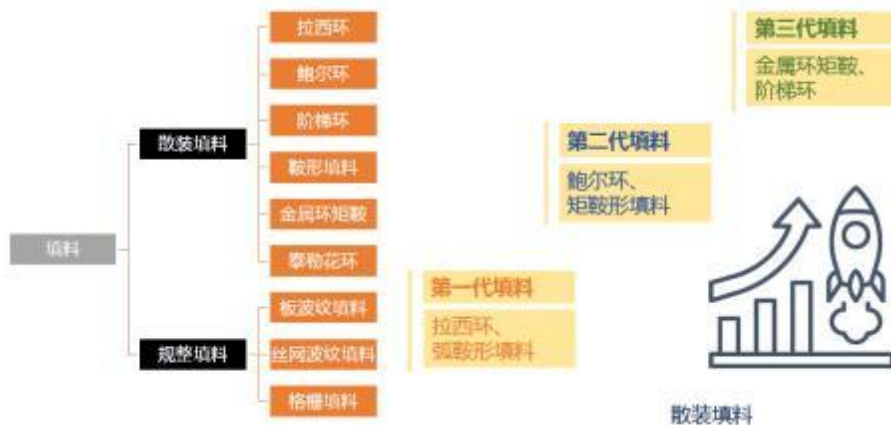 填料
散装填料
拉西环
鲍尔环
阶梯环
鞍形填料
金属环矩鞍
泰勒花环
规整填料
板波纹填料
丝网波纹填料
格栅填料
第一代填料
拉西环、
弧鞍形填料
第二代填料
鲍尔环、
矩鞍形填料
第三代填料
金属环矩鞍、
阶梯环
散装填料